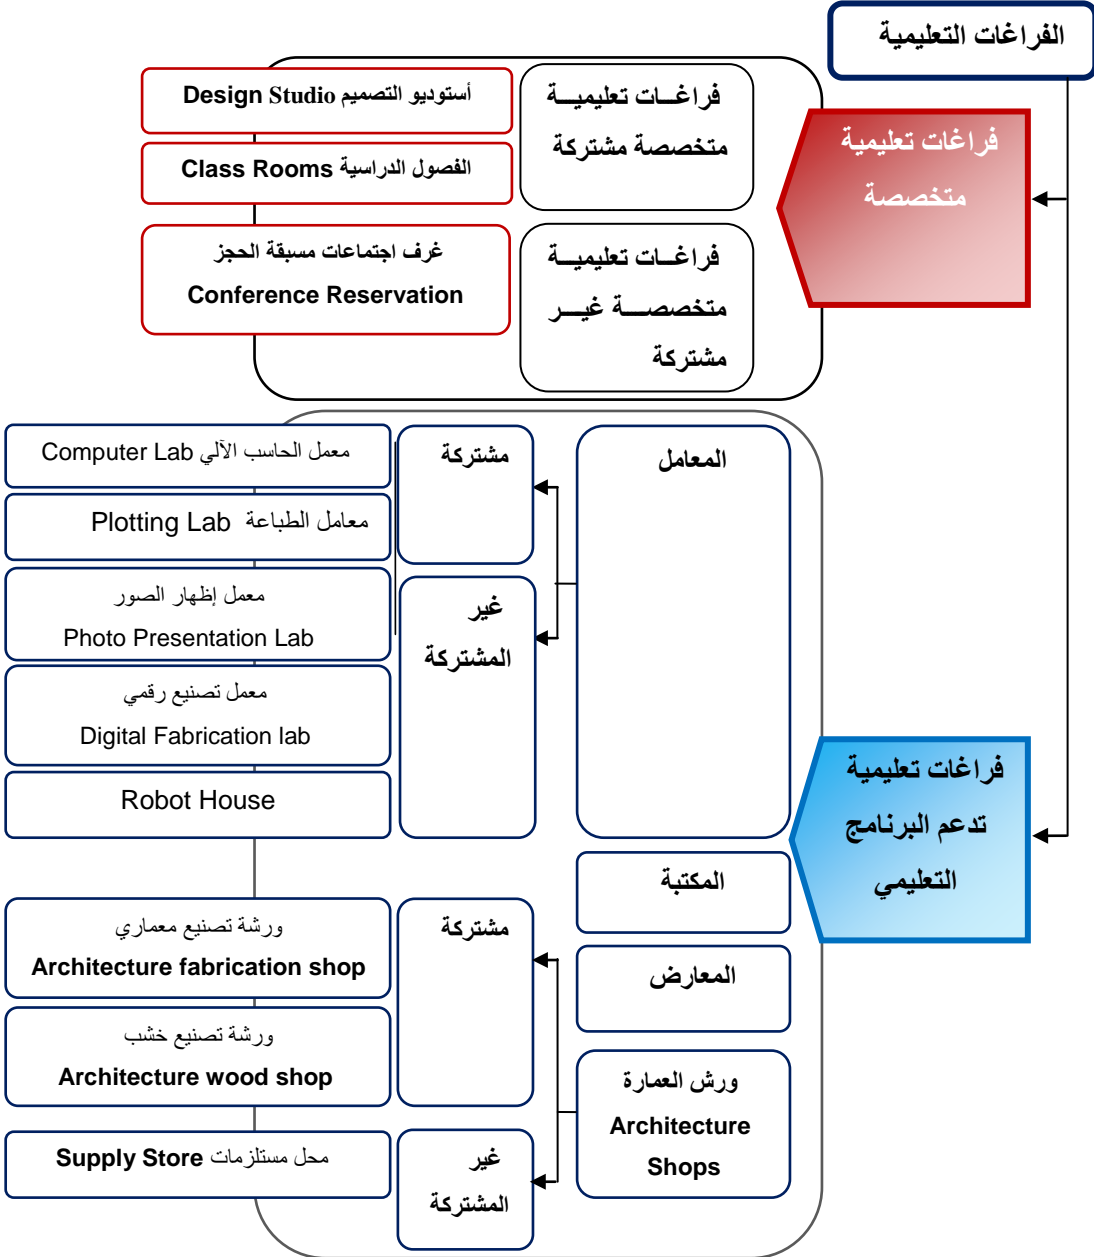 الفراغات التعليمية
فراغات تعليمية
متخصصة
فراغات تعليمية
متخصصة مشتركة
أستوديو التصميم Design Studio
الفصول الدراسية Class Rooms
فراغات تعليمية
متخصصة غير
مشتركة
غرف اجتماعات مسبقة الحجز
Conference Reservation
فراغات تعليمية
تدعم البرنامج
التعليمي
المعامل
مشتركة
معمل الحاسب الآلي Computer Lab
معامل الطباعة Plotting Lab
غير
المشتركة
معمل إظهار الصور
Photo Presentation Lab
معمل تصنيع رقمي
Digital Fabrication lab
Robot House
المكتبة
المعارض
ورش العمارة
Architecture
Shops
مشتركة
ورشة تصنيع معماري
Architecture fabrication shop
ورشة تصنيع خشب
Architecture wood shop
غير
المشتركة
محل مستلزمات Supply Store